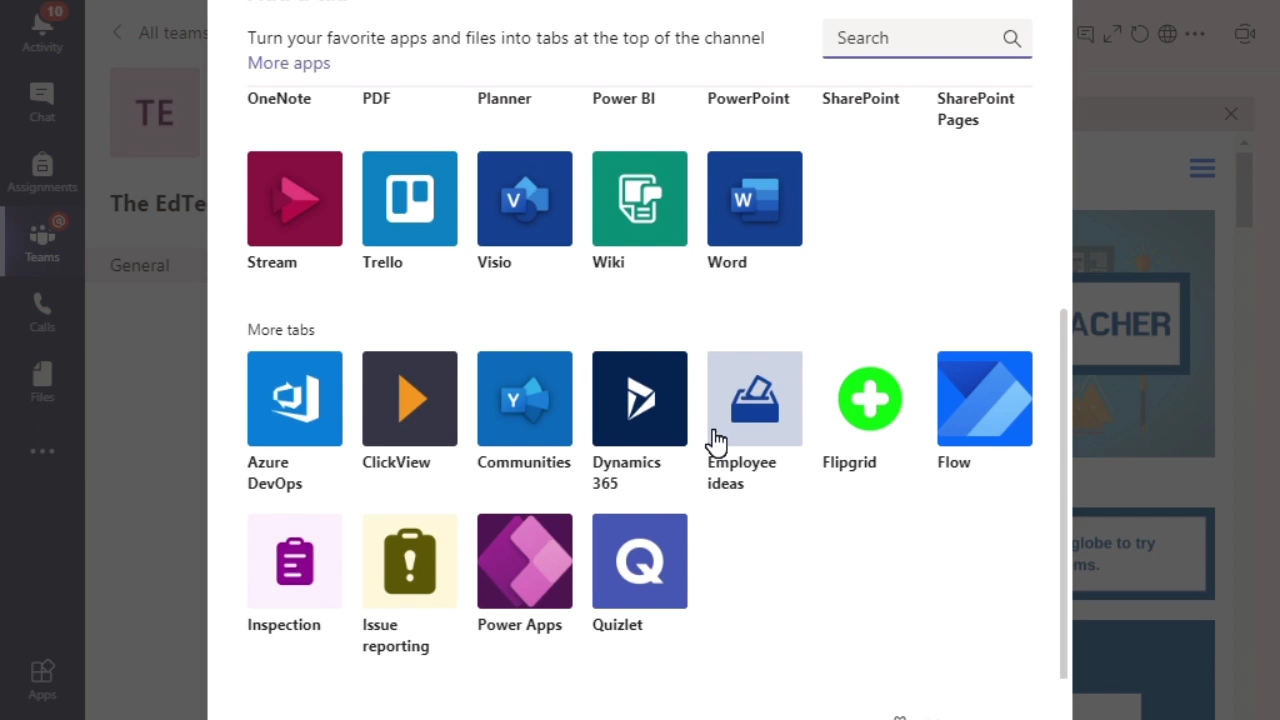 10
Activity
Chat
Assignments
@
Teams
Calls
Files
Apps
All teams
TE
The EdTe
General
Turn your favorite apps and files into tabs at the top of the channel
More apps
Search
OneNote
PDF
Planner
Power BI
PowerPoint
SharePoint
SharePoint
Pages
V
W
Stream
Trello
Visio
Wiki
Word
More tabs
Y
Azure
DevOps
ClickView
Communities
Dynamics
365
Employee
ideas
Flipgrid
Flow
Q
Inspection
Issue
reporting
Power Apps
Quizlet
ACHER
globe to try
ms.